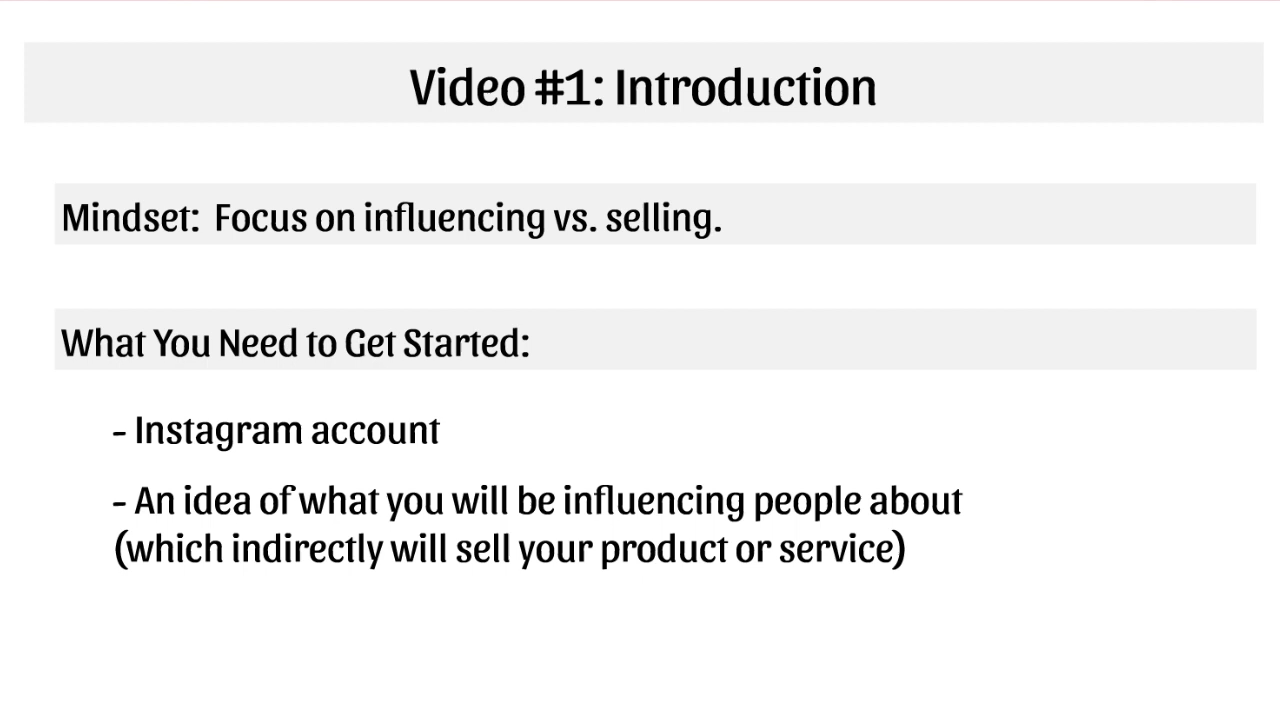 Video #1: Introduction
Mindset: Focus on influencing vs. selling.
What You Need to Get Started:
- Instagram account
- An idea of what you will be influencing people about
(which indirectly will sell your product or service)